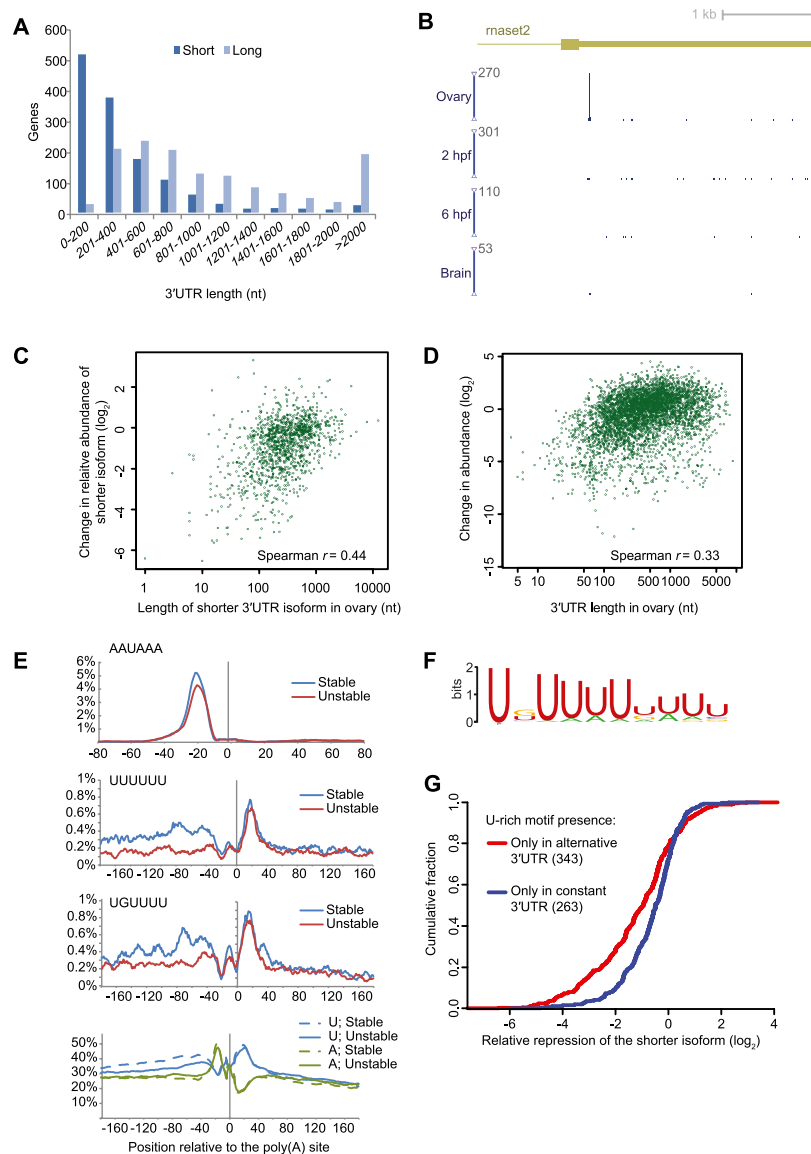 A
600
500
400
300
200
100
0
Genes
Short Long
0-200 201-400 401-600 601-800 801-1000 1001-1200 1201-1400 1401-1600 1601-1800 1801-2000 >2000
3′UTR length (nt)
B
1 kb
rnaset2
270
Ovary
301
2 hpf
110
6 hpf
53
Brain
C
Change in relaitve abundance of
shorter isoform (log2)
2
0
-2
-4
-6
Spearman r = 0.44
1 10 100 1000 10000
Length of shorter 3′UTR isoform in ovary (nt)
D
Change in abundance (log2)
5
0
-5
-10
-15
Spearman r = 0.33
5 10 50 100 500 1000 5000
3′UTR length in ovary (nt)
E
AAUAAA
6%
5%
4%
3%
2%
1%
Stable
Unstable
-80 -60 -40 -20 0 20 40 60 80
UUUUUU
1%
0.8%
0.6%
0.4%
0.2%
0%
Stable
Unstable
-160 -120 -80 -40 0 40 80 120 160
UGUUUU
1%
0.8%
0.6%
0.4%
0.2%
0%
Stable
Unstable
-160 -120 -80 -40 0 40 80 120 160
U; Stable
U; Unstable
A; Stable
A; Unstable
50%
40%
30%
20%
10%
-160 -120 -80 -40 0 40 80 120 160
Position relative to the poly(A) site
F
bits
2
1
0
G
Cumulative fraction
1.0
0.8
0.6
0.4
0.2
0.0
U-rich motif presence:
Only in alternative
3′UTR (343)
Only in constant
3′UTR (263)
-6 -4 -2 0 2 4
Relative repression of the shorter isoform (log2)